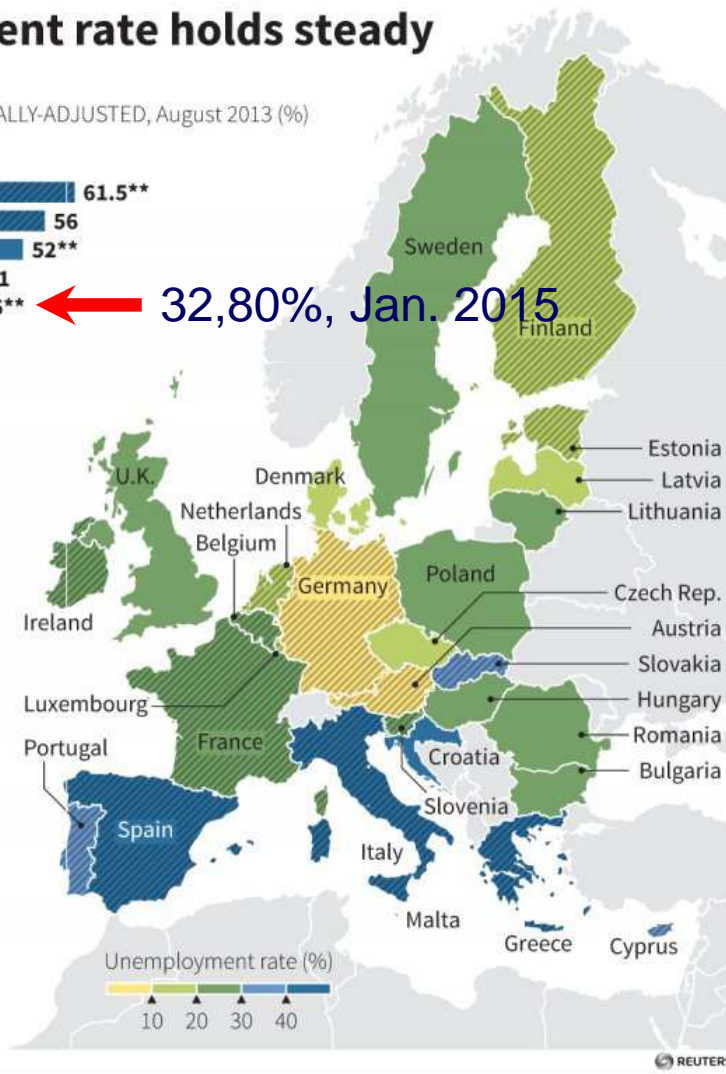 ent rate holds steady
ALLY-ADJUSTED, August 2013 (%)
61.5**
56
52**
1
**
32,80%, Jan. 2015
Sweden
Finland
Estonia
Latvia
Lithuania
U.K.
Denmark
Netherlands
Belgium
Germany
Poland
Czech Rep.
Austria
Slovakia
Hungary
Romania
Bulgaria
Ireland
Luxembourg
France
Portugal
Croatia
Slovenia
Spain
Italy
Malta
Greece
Cyprus
Unemployment rate (%)
10 20 30 40
REUTERS